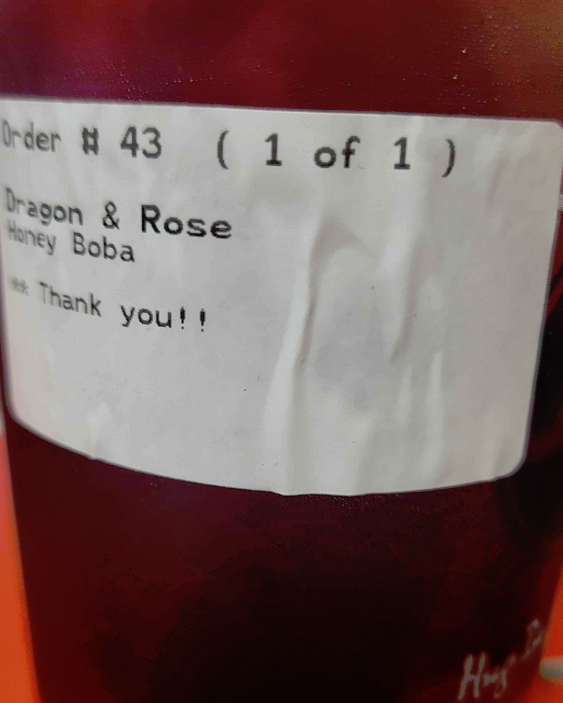 Order # 43 ( 1 of 1 )
Dragon & Rose
Honey Boba
** Thank you!!